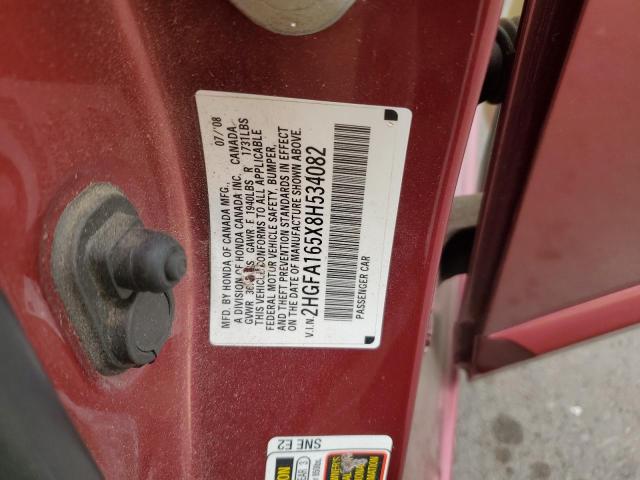 MFD. BY HONDA OF CANADA MFG., 07/'08
A DIVISION OF HONDA CANADA INC. CANADA
GVWR LBS GAWR F 1940LBS R 1731LBS
THIS VEHICLE CONFORMS TO ALL APPLICABLE
FEDERAL MOTOR VEHICLE SAFETY, BUMPER,
AND THEFT PREVENTION STANDARDS IN EFFECT
ON THE DATE OF MANUFACTURE SHOWN ABOVE.
V.I.N. 2HGFA165X8H534082
PASSENGER CAR
SNE E2